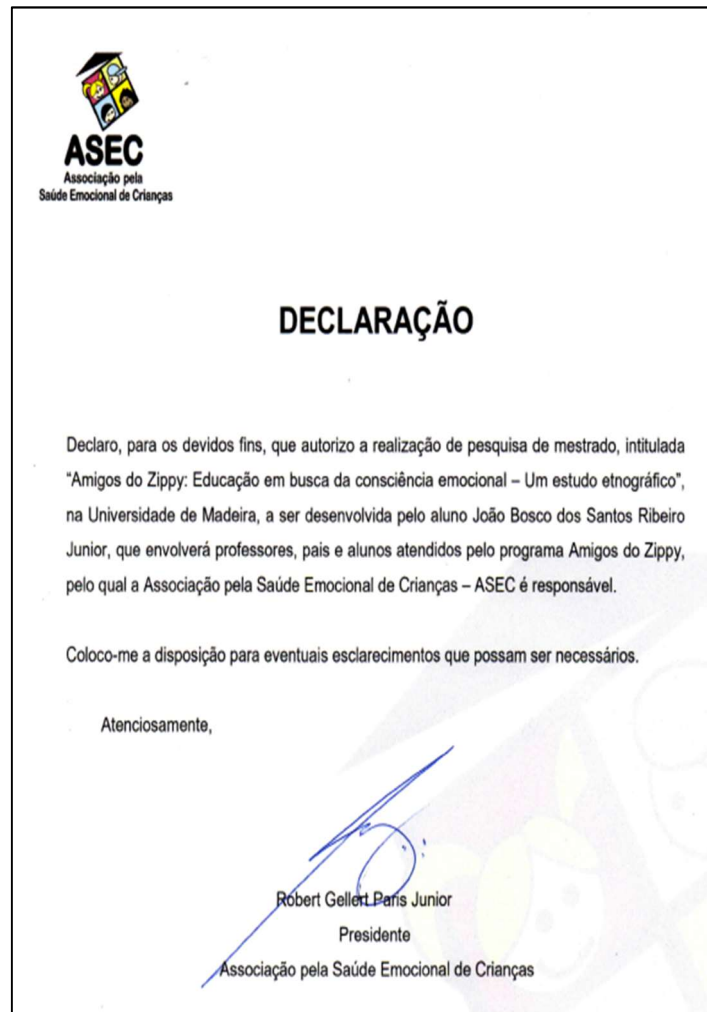 ASEC
Associação pela
Saúde Emocional de Crianças
DECLARAÇÃO
Declaro, para os devidos fins, que autorizo a realização de pesquisa de mestrado, intitulada
“Amigos do Zippy: Educação em busca da consciência emocional – Um estudo etnográfico”,
na Universidade de Madeira, a ser desenvolvida pelo aluno João Bosco dos Santos Ribeiro
Junior, que envolverá professores, pais e alunos atendidos pelo programa Amigos do Zippy,
pelo qual a Associação pela Saúde Emocional de Crianças – ASEC é responsável.
Coloco-me a disposição para eventuais esclarecimentos que possam ser necessários.
Atenciosamente,
Robert Gellert Paris Junior
Presidente
Associação pela Saúde Emocional de Crianças